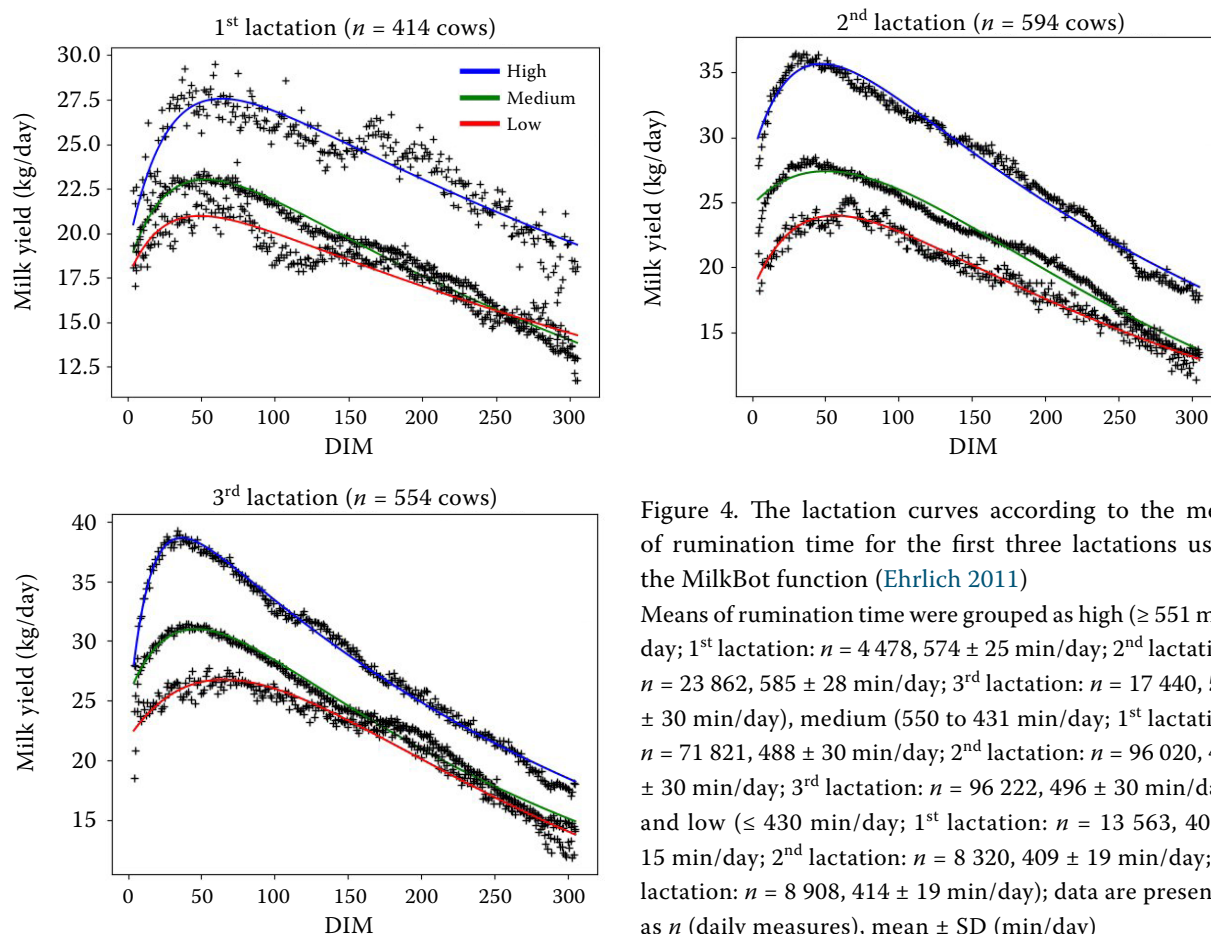 1st lactation (n = 414 cows)
30.0
27.5
25.0
22.5
20.0
17.5
15.0
12.5
Milk yield (kg/day)
High
Medium
Low
0 50 100 150 200 250 300
DIM
2nd lactation (n = 594 cows)
35
30
25
20
15
Milk yield (kg/day)
0 50 100 150 200 250 300
DIM
3rd lactation (n = 554 cows)
40
35
30
25
20
15
Milk yield (kg/day)
0 50 100 150 200 250 300
DIM
Figure 4. The lactation curves according to the
of rumination time for the first three lactations
the MilkBot function (Ehrlich 2011)
Means of rumination time were grouped as high (≥ 551
day; 1st lactation: n = 4 478, 574 ± 25 min/day; 2nd
n = 23 862, 585 ± 28 min/day; 3rd lactation: n = 17 440,
± 30 min/day), medium (550 to 431 min/day; 1st
n = 71 821, 488 ± 30 min/day; 2nd lactation: n = 96 020,
± 30 min/day; 3rd lactation: n = 96 222, 496 ± 30
and low (≤ 430 min/day; 1st lactation: n = 13 563,
15 min/day; 2nd lactation: n = 8 320, 409 ± 19 min/day;
lactation: n = 8 908, 414 ± 19 min/day); data are
as n (daily measures), mean ± SD (min/day)